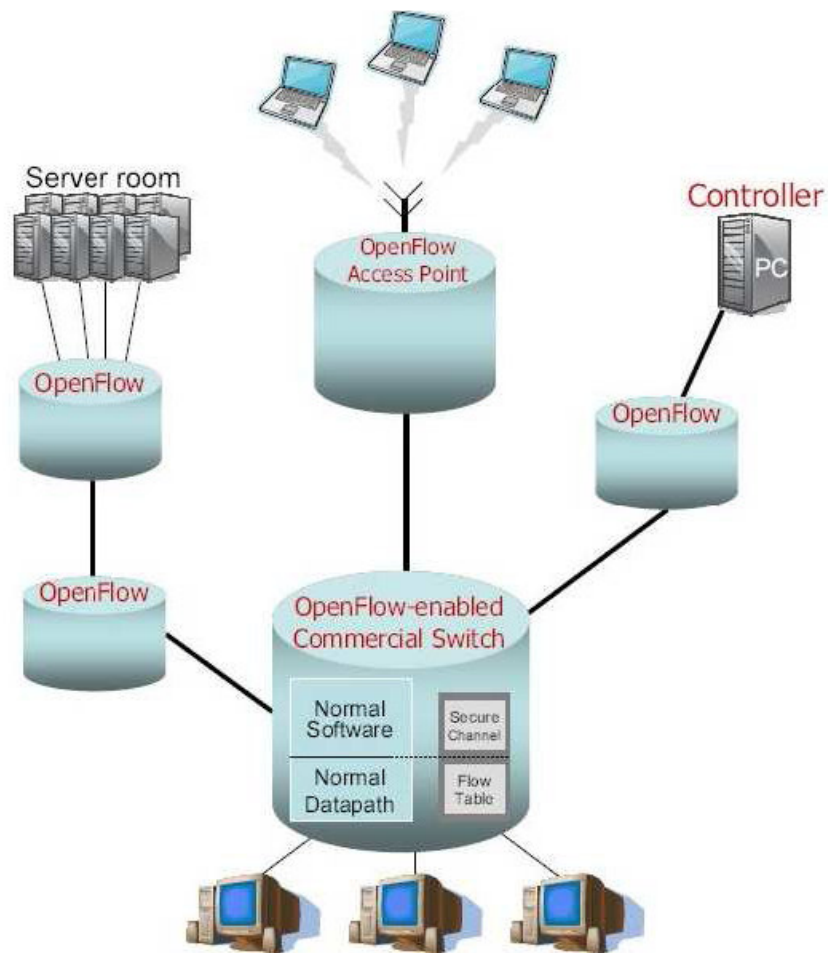 Server room
Controller
PC
OpenFlow
Access Point
OpenFlow
OpenFlow
OpenFlow
OpenFlow-enabled
Commercial Switch
Normal
Software
Secure
Channel
Normal
Datapath
Flow
Table